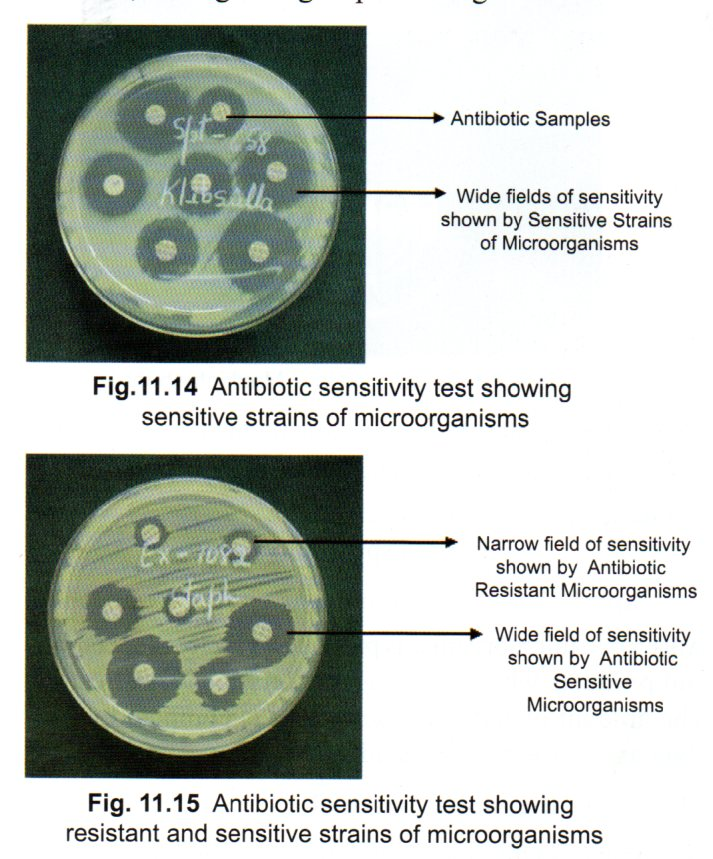 Spt - 658
Klibsulla
Antibiotic Samples
Wide fields of sensitivity
shown by Sensitive Strains
of Microorganisms
Fig.11.14 Antibiotic sensitivity test showing
sensitive strains of microorganisms
Ex - 1082
Staph
Narrow field of sensitivity
shown by Antibiotic
Resistant Microorganisms
Wide field of sensitivity
shown by Antibiotic
Sensitive
Microorganisms
Fig. 11.15 Antibiotic sensitivity test showing
resistant and sensitive strains of microorganisms